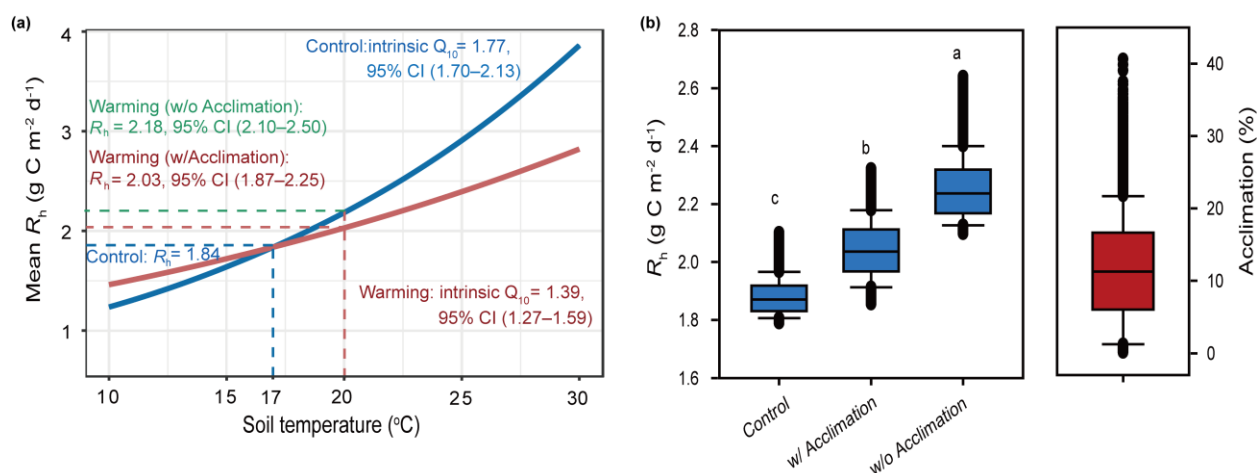 (a)
Mean Rh (g C m-2 d-1)
4
3
2
1
Control:intrinsic Q10= 1.77,
95% CI (1.70–2.13)
Warming (w/o Acclimation):
Rh = 2.18, 95% CI (2.10–2.50)
Warming (w/Acclimation):
Rh = 2.03, 95% CI (1.87–2.25)
Control: Rh= 1.84
Warming: intrinsic Q10= 1.39,
95% CI (1.27–1.59)
10 15 17 20 25 30
Soil temperature (oC)
(b)
Rh (g C m-2 d-1)
2.8
2.6
2.4
2.2
2.0
1.8
1.6
c
b
a
Control
w/ Acclimation
w/o Acclimation
40
30
20
10
0
Acclimation (%)